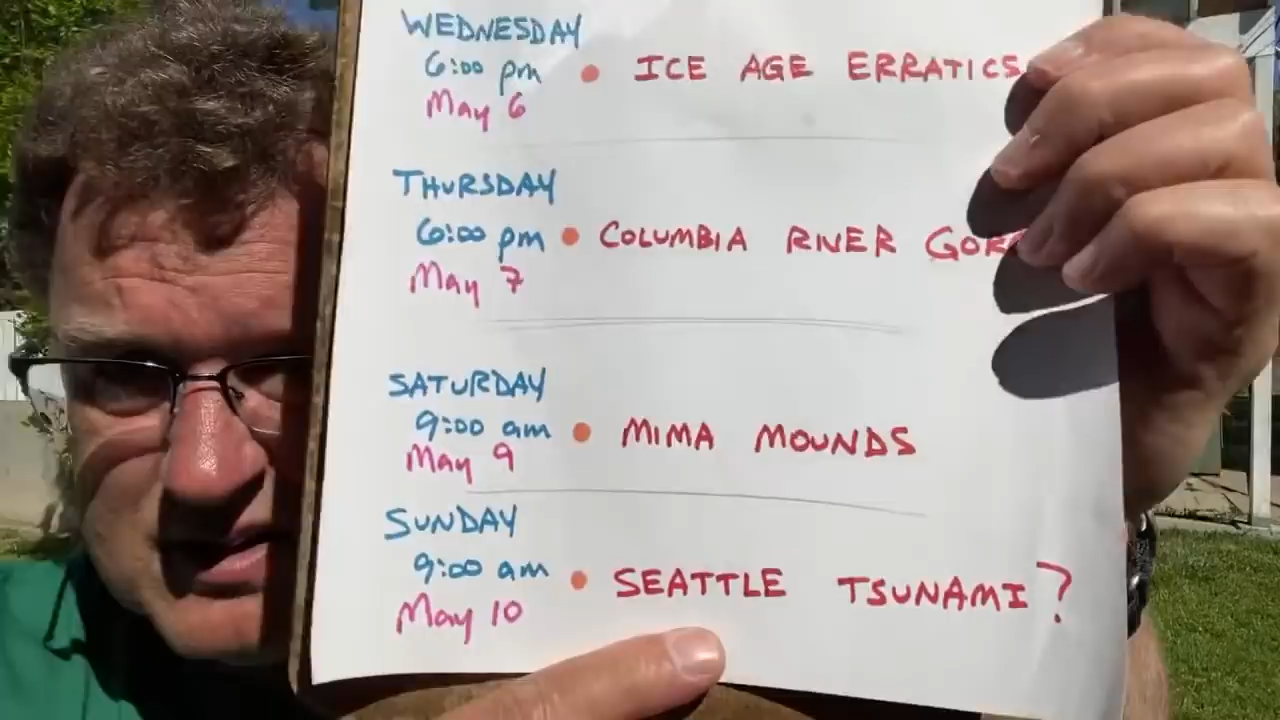 WEDNESDAY
6:00 pm • ICE AGE ERRATICS
May 6
THURSDAY
6:00 pm • COLUMBIA RIVER
May 7
SATURDAY
9:00 am • MIMA MOUNDS
May 9
SUNDAY
9:00 am • SEATTLE TSUNAMI?
May 10